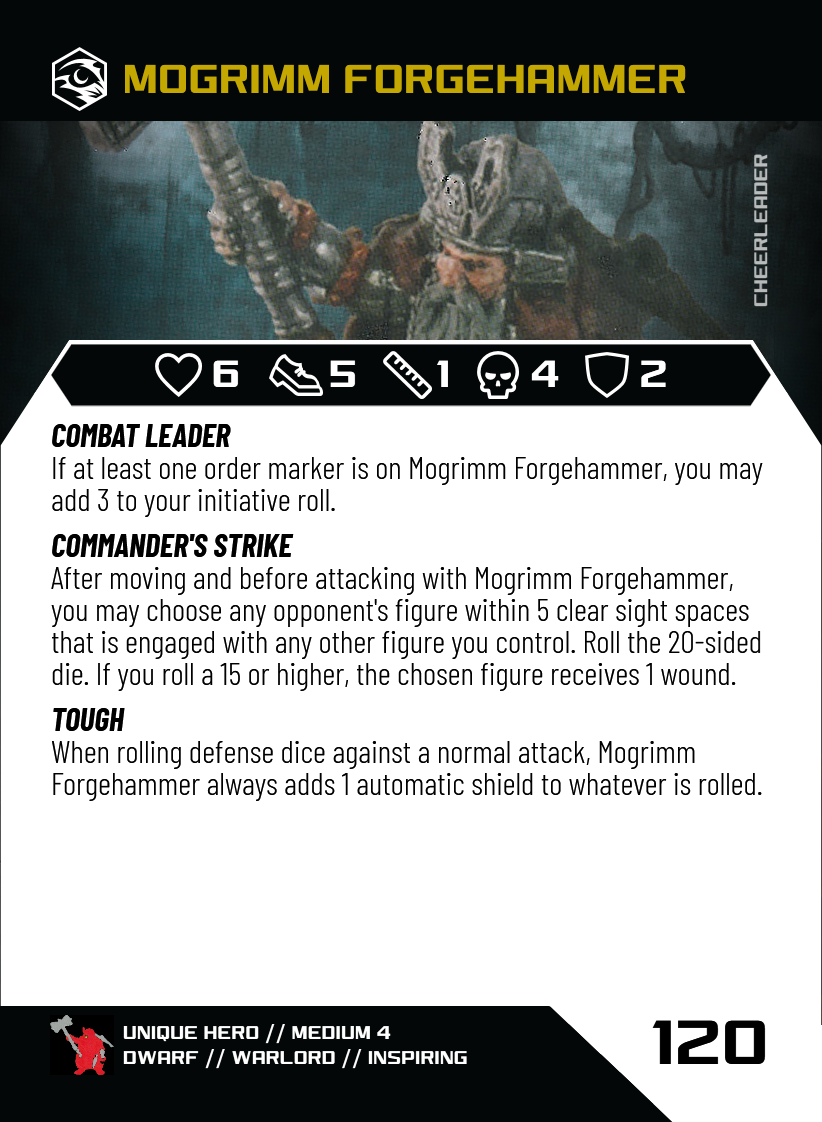 MOGRIMM FORGEHAMMER
CHEERLEADER
6 5 1 4 2
COMBAT LEADER
If at least one order marker is on Mogrimm Forgehammer, you may
add 3 to your initiative roll.
COMMANDER'S STRIKE
After moving and before attacking with Mogrimm Forgehammer,
you may choose any opponent's figure within 5 clear sight spaces
that is engaged with any other figure you control. Roll the 20-sided
die. If you roll a 15 or higher, the chosen figure receives 1 wound.
TOUGH
When rolling defense dice against a normal attack, Mogrimm
Forgehammer always adds 1 automatic shield to whatever is rolled.
UNIQUE HERO // MEDIUM 4
DWARF // WARLORD // INSPIRING
120